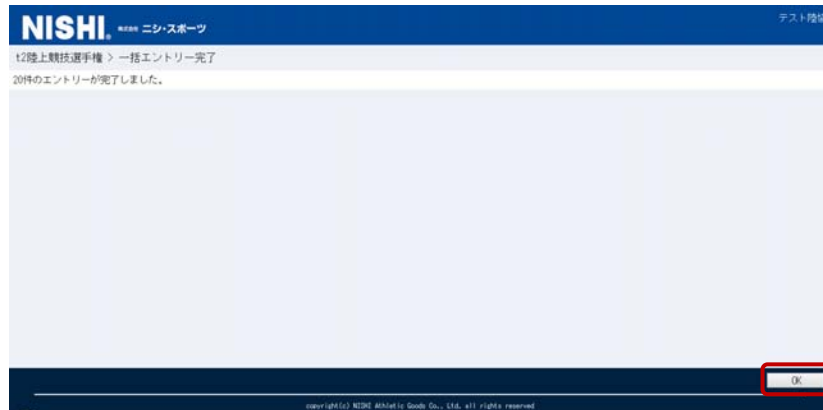 NISHI® 株式会社 ニシ・スポーツ
テスト陸協
t2陸上競技選手権 > 一括エントリー完了
20件のエントリーが完了しました。
OK
copyright(c) NISHI Athletic Goods Co., Ltd. all rights reserved